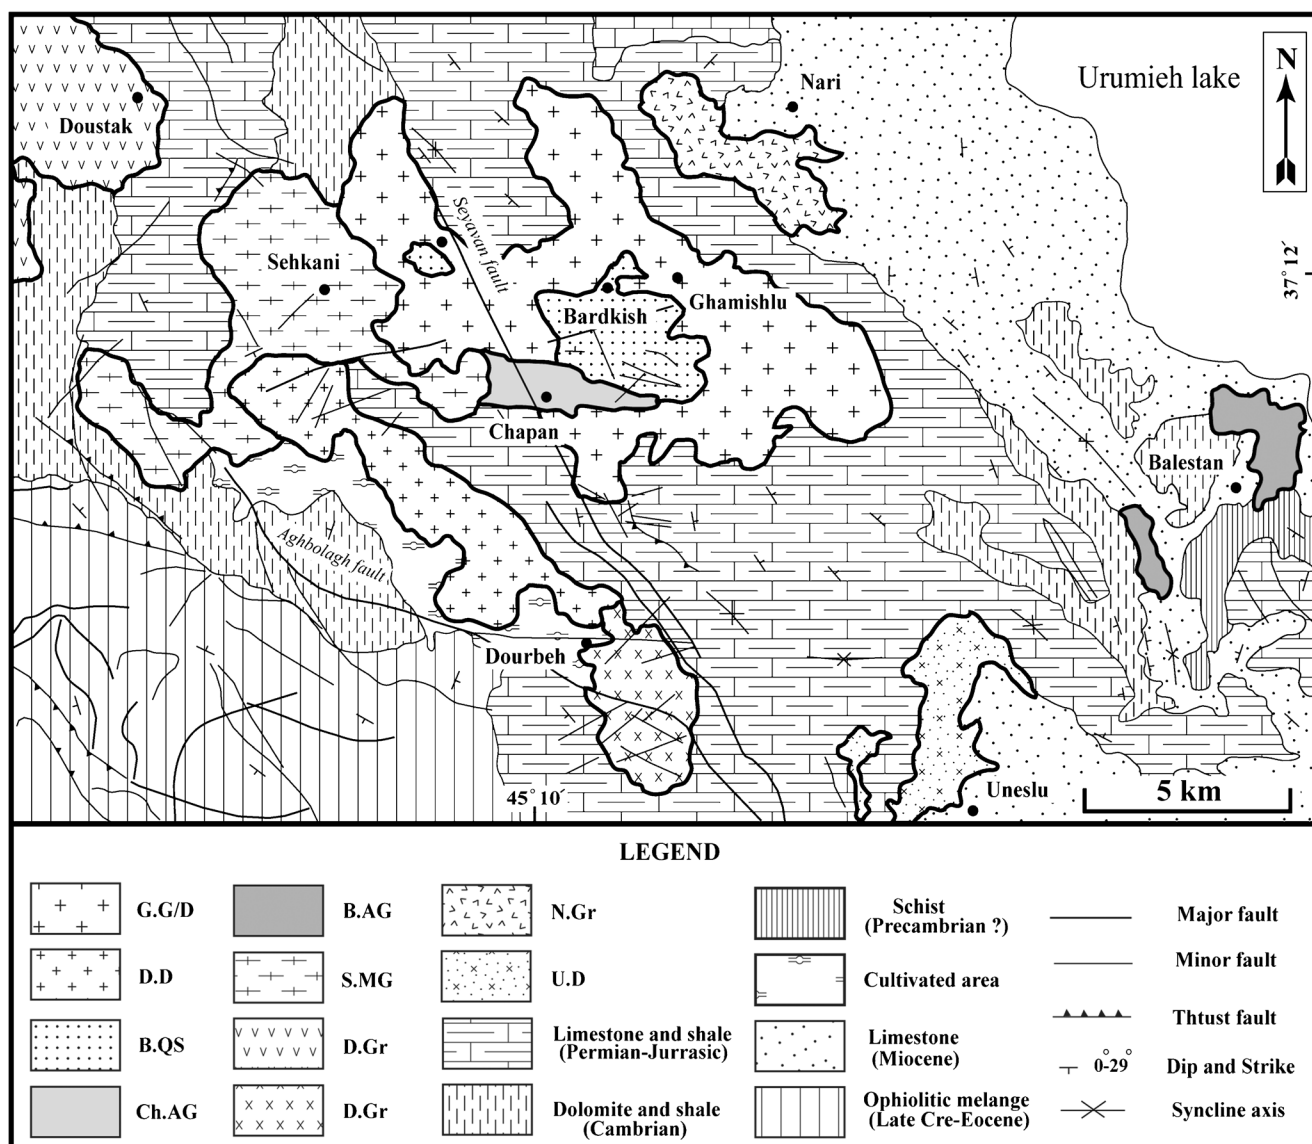 N
Urumieh lake
Nari
Doustak
Seyavan fault
37° 12´
Sehkani
Ghamishlu
Bardkish
Chapan
Balestan
Aghbolagh fault
Dourbeh
Uneslu
45° 10´
5 km
LEGEND
G.G/D
B.AG
N.Gr
Schist
(Precambrian ?)
Major fault
D.D
S.MG
U.D
Cultivated area
Minor fault
B.QS
D.Gr
Limestone and shale
(Permian-Jurrasic)
Limestone
(Miocene)
Thtust fault
0-29°
Dip and Strike
Ch.AG
D.Gr
Dolomite and shale
(Cambrian)
Ophiolitic melange
(Late Cre-Eocene)
Syncline axis